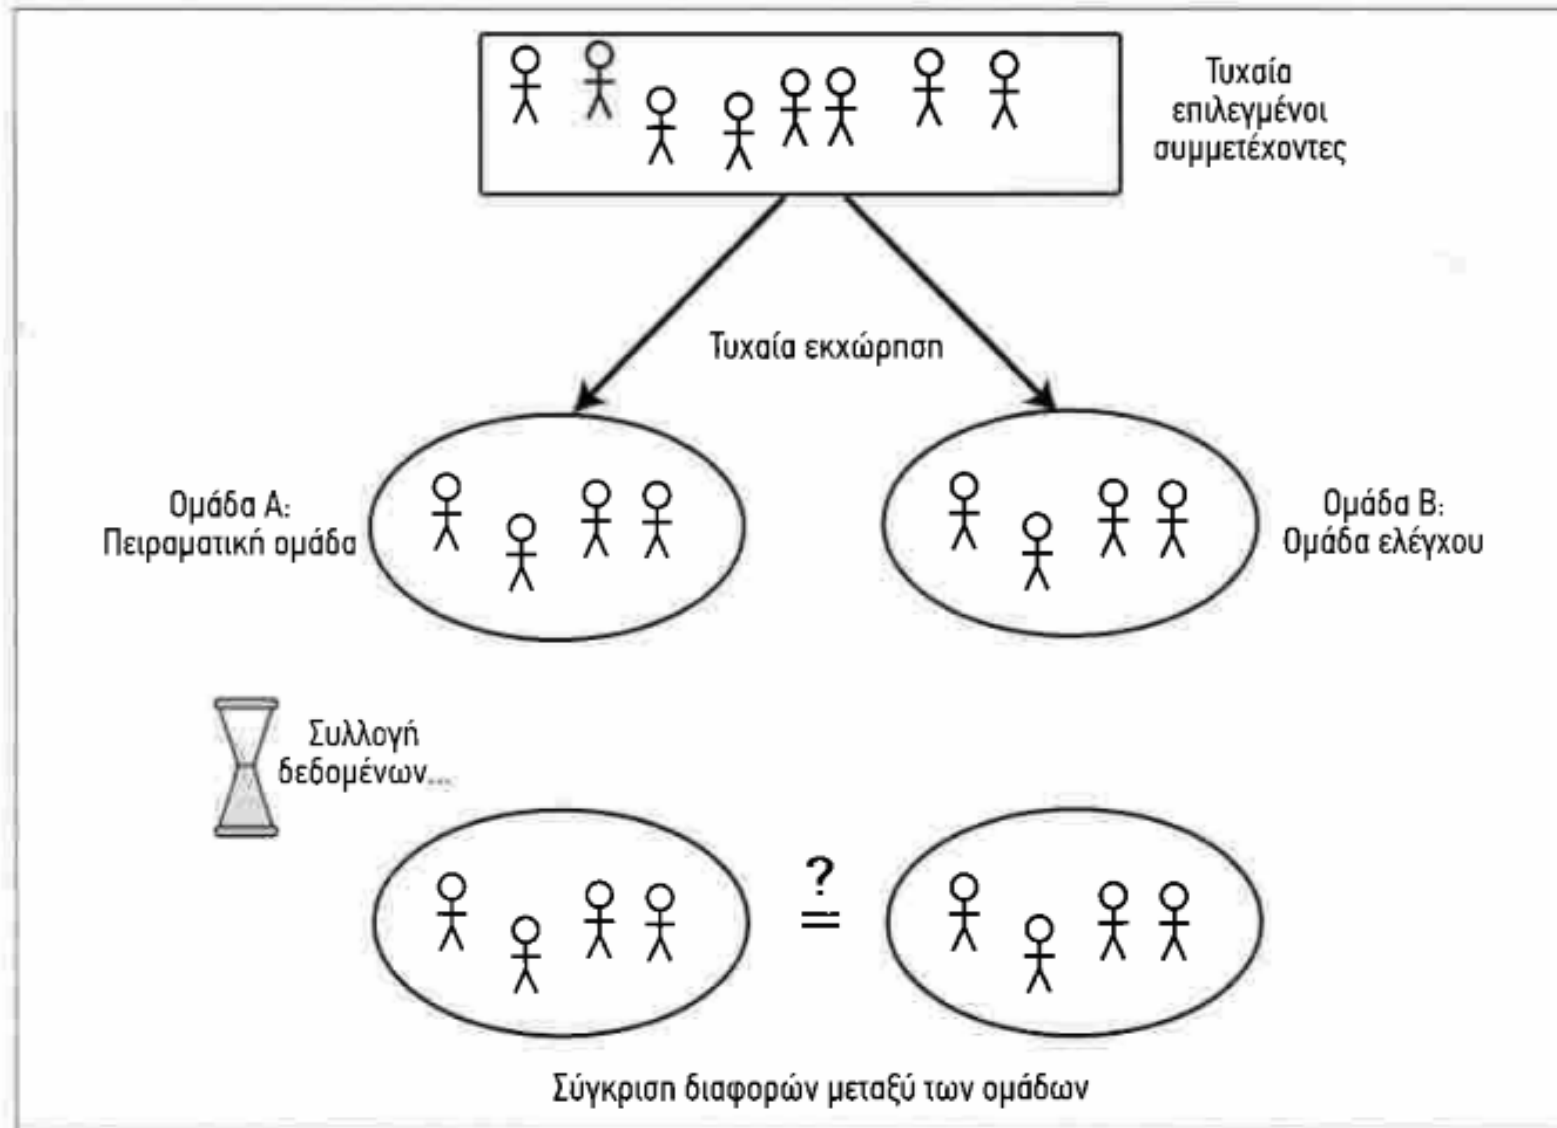 Τυχαία
επιλεγμένοι
συμμετέχοντες
Τυχαία εκχώρηση
Ομάδα Α:
Πειραματική ομάδα
Ομάδα Β:
Ομάδα ελέγχου
Συλλογή
δεδομένων...
?
=
Σύγκριση διαφορών μεταξύ των ομάδων